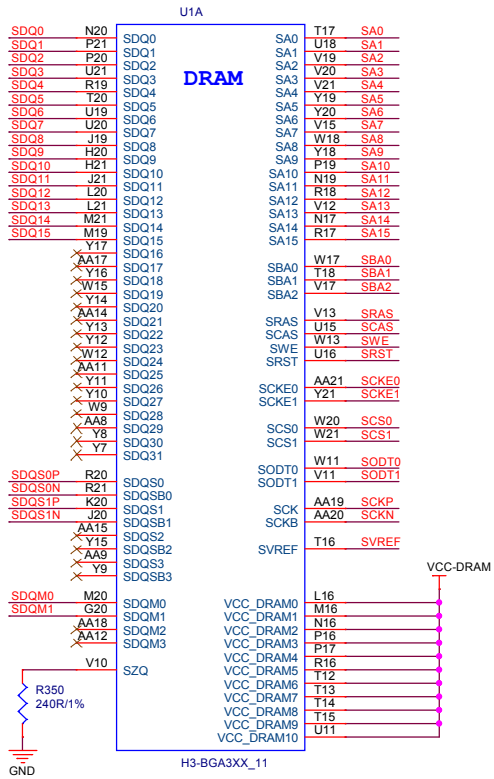 U1A
DRAM
SDQ0 N20 SDQ0
SDQ1 P21 SDQ1
SDQ2 P20 SDQ2
SDQ3 U21 SDQ3
SDQ4 R19 SDQ4
SDQ5 T20 SDQ5
SDQ6 U19 SDQ6
SDQ7 U20 SDQ7
SDQ8 J19 SDQ8
SDQ9 H20 SDQ9
SDQ10 H21 SDQ10
SDQ11 J21 SDQ11
SDQ12 L20 SDQ12
SDQ13 L21 SDQ13
SDQ14 M21 SDQ14
SDQ15 M19 SDQ15
Y17 SDQ16
AA17 SDQ17
Y16 SDQ18
W15 SDQ19
Y14 SDQ20
AA14 SDQ21
Y13 SDQ22
Y12 SDQ23
W12 SDQ24
AA11 SDQ25
Y11 SDQ26
Y10 SDQ27
W9 SDQ28
AA8 SDQ29
Y8 SDQ30
Y7 SDQ31
SDQS0P R20 SDQS0
SDQS0N R21 SDQSB0
SDQS1P K20 SDQS1
SDQS1N J20 SDQSB1
AA15 SDQS2
Y15 SDQSB2
AA9 SDQS3
Y9 SDQSB3
SDQM0 M20 SDQM0
SDQM1 G20 SDQM1
AA18 SDQM2
AA12 SDQM3
V10 SZQ
R350
240R/1%
GND
SA0 T17 SA0
SA1 U18 SA1
SA2 V19 SA2
SA3 V20 SA3
SA4 V21 SA4
SA5 Y19 SA5
SA6 Y20 SA6
SA7 V15 SA7
SA8 W18 SA8
SA9 Y18 SA9
SA10 P19 SA10
SA11 N19 SA11
SA12 R18 SA12
SA13 V12 SA13
SA14 N17 SA14
SA15 R17 SA15
SBA0 W17 SBA0
SBA1 T18 SBA1
SBA2 V17 SBA2
SRAS V13 SRAS
SCAS U15 SCAS
SWE W13 SWE
SRST U16 SRST
SCKE0 AA21 SCKE0
SCKE1 Y21 SCKE1
SCS0 W20 SCS0
SCS1 W21 SCS1
SODT0 W11 SODT0
SODT1 V11 SODT1
SCK AA19 SCKP
SCKB AA20 SCKN
SVREF T16 SVREF
VCC-DRAM
VCC_DRAM0 L16
VCC_DRAM1 M16
VCC_DRAM2 N16
VCC_DRAM3 P16
VCC_DRAM4 P17
VCC_DRAM5 R16
VCC_DRAM6 T12
VCC_DRAM7 T13
VCC_DRAM8 T14
VCC_DRAM9 T15
VCC_DRAM10 U11
H3-BGA3XX_11